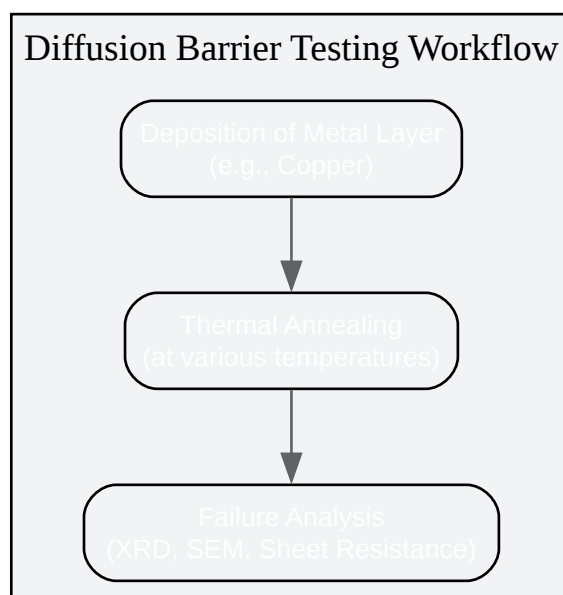 Diffusion Barrier Testing Workflow
Deposition of Metal Layer
(e.g., Copper)
Thermal Annealing
(at various temperatures)
Failure Analysis
(XRD, SEM, Sheet Resistance)